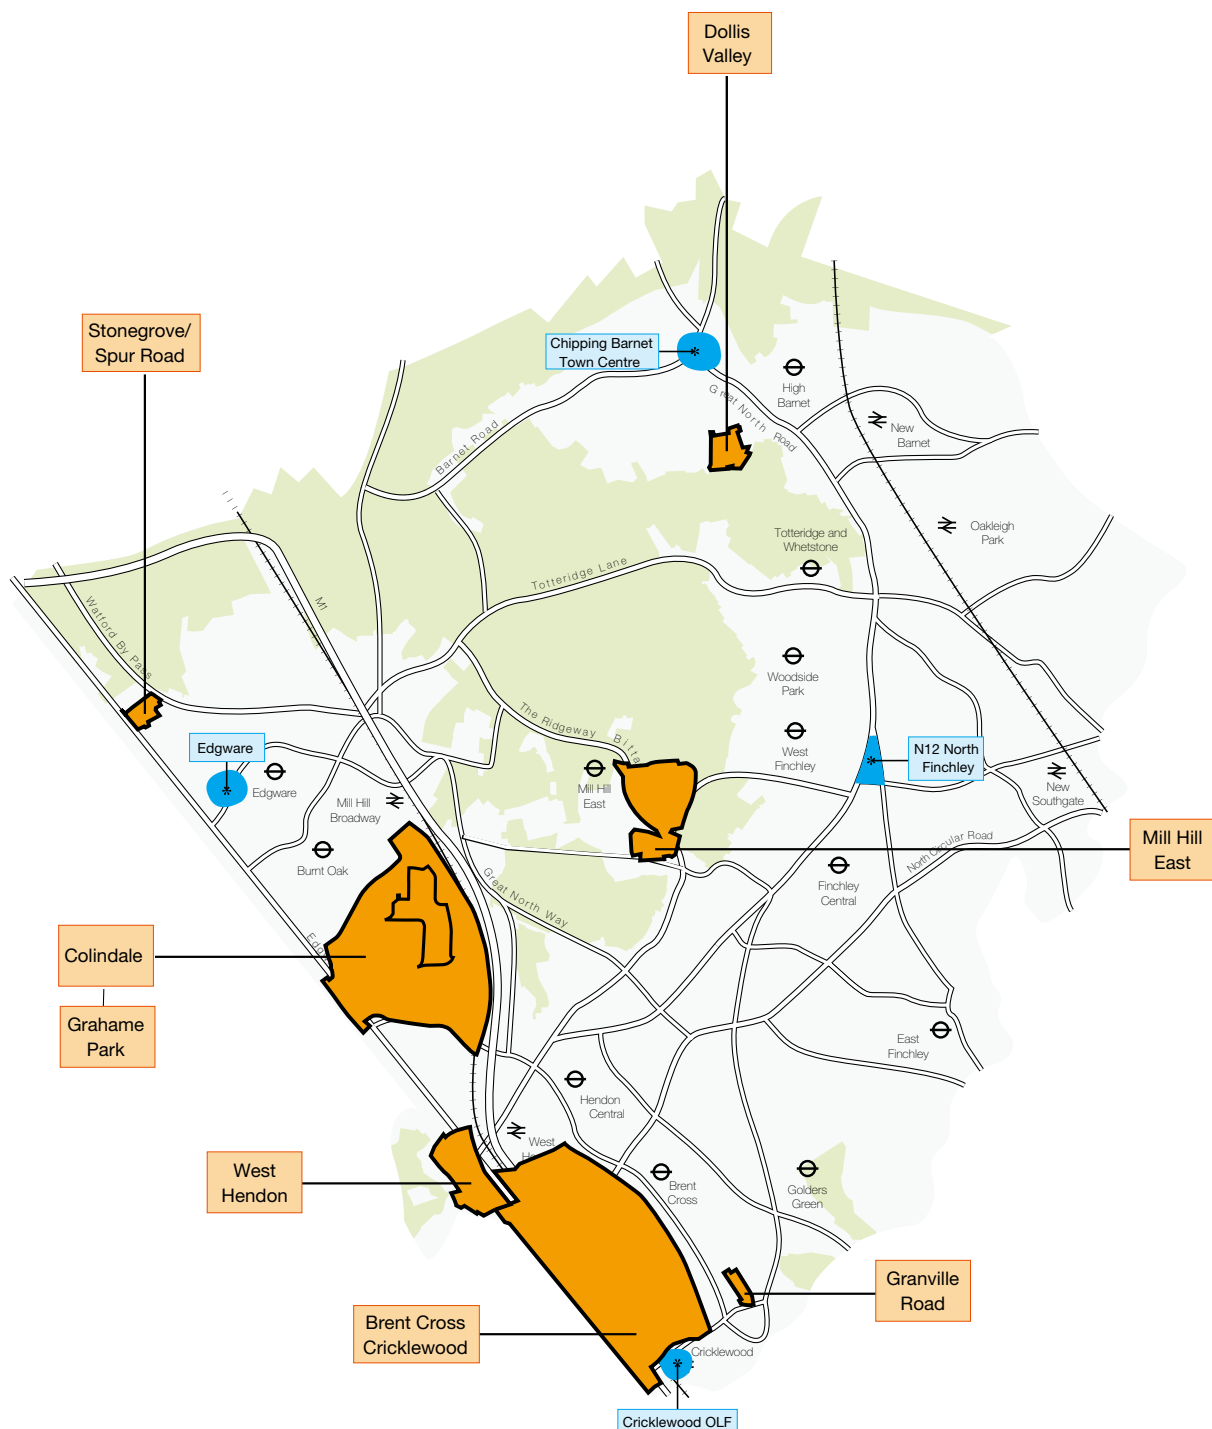 Dollis
Valley
Stonegrove/
Spur Road
Chipping Barnet
Town Centre
High
Barnet
Great North Road
New
Barnet
Barnet Road
Oakleigh
Park
Totteridge and
Whetstone
Totteridge Lane
M1
Watford By Pass
Woodside
Park
The Ridgeway
West
Finchley
N12 North
Finchley
Edgware
Edgware
Mill Hill
East
New
Southgate
Mill Hill
Broadway
North Circular Road
Mill Hill
East
Burnt Oak
Finchley
Central
Great North Way
Colindale
Grahame
Park
East
Finchley
Hendon
Central
West
West
Hendon
Brent
Cross
Golders
Green
Granville
Road
Brent Cross
Cricklewood
Cricklewood
Cricklewood OLF